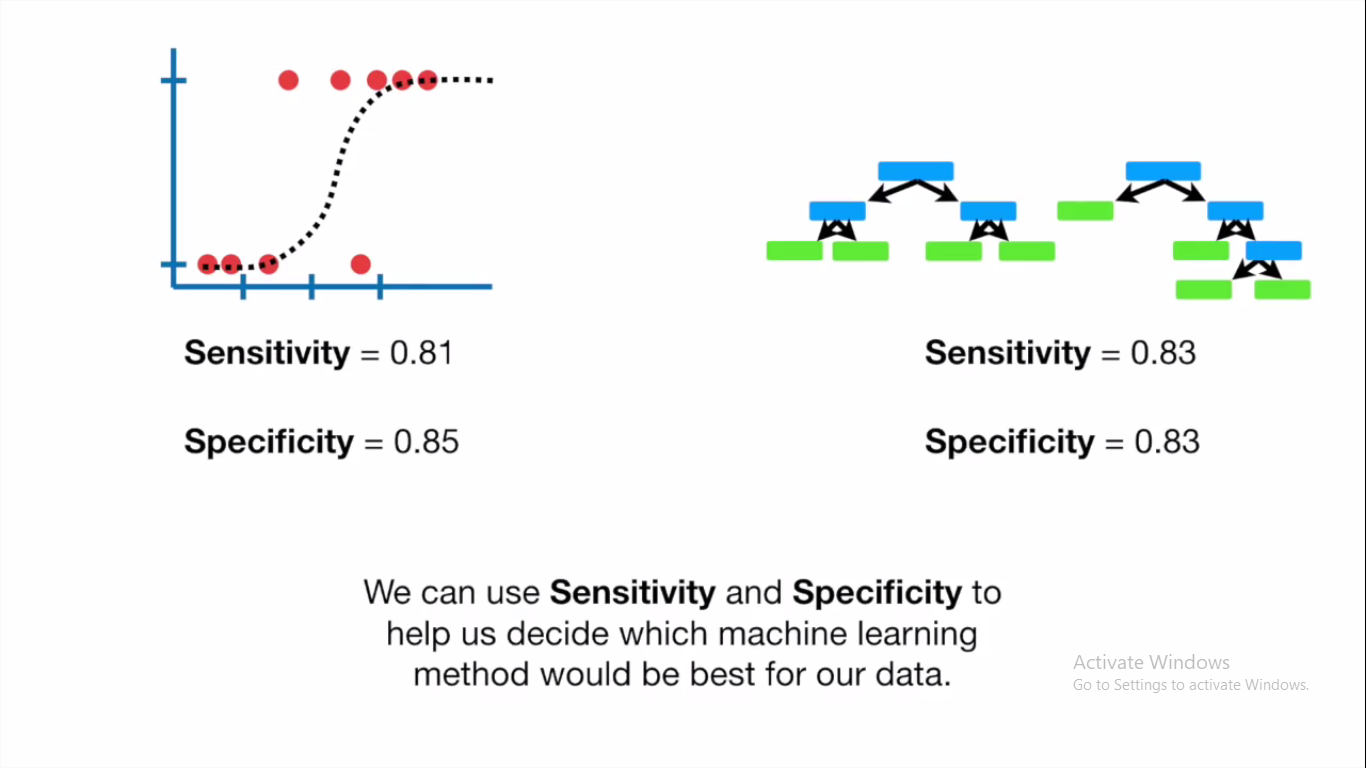 Sensitivity = 0.81
Specificity = 0.85
Sensitivity = 0.83
Specificity = 0.83
We can use Sensitivity and Specificity to
help us decide which machine learning
method would be best for our data.
Activate Windows
Go to Settings to activate Windows.